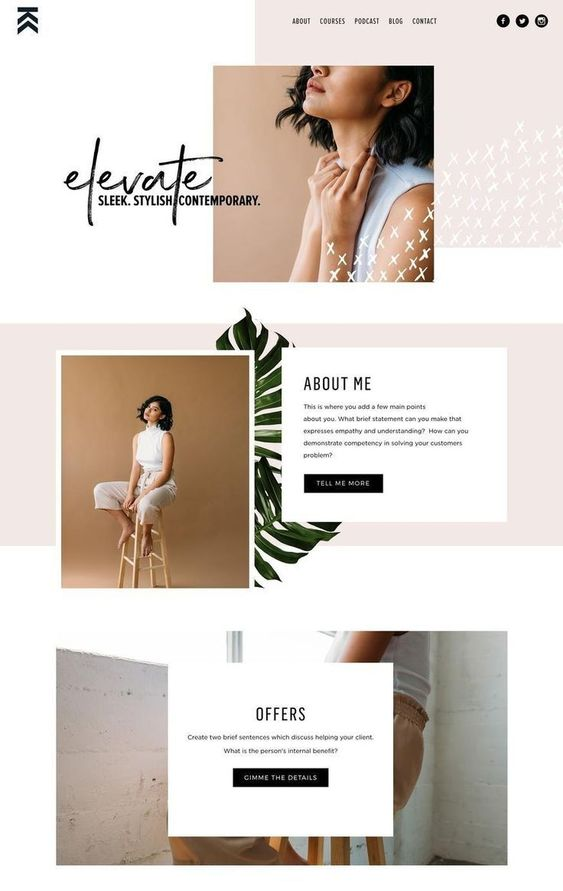 ABOUT COURSES PODCAST BLOG CONTACT
elevate
SLEEK. STYLISH. CONTEMPORARY.
ABOUT ME
This is where you add a few main points
about you. What brief statement can you make that
expresses empathy and understanding? How can you
demonstrate competency in solving your customers
problem?
TELL ME MORE
OFFERS
Create two brief sentences which discuss helping your client.
What is the person's internal benefit?
GIMME THE DETAILS